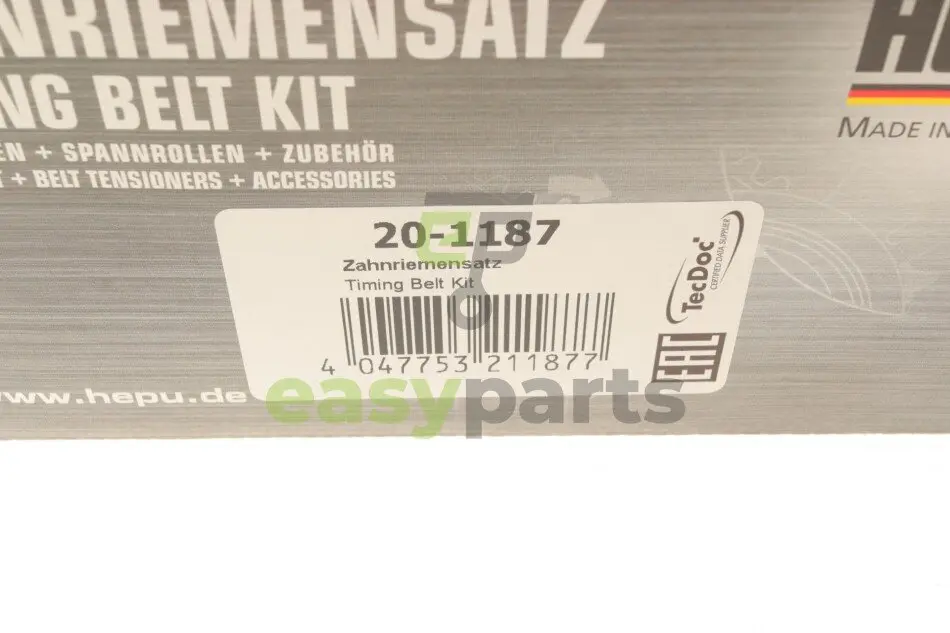 NRIEMENSATZ
NG BELT KIT
EN + SPANNROLLEN + ZUBEHÖR
+ BELT TENSIONERS + ACCESSORIES
MADE IN
20-1187
Zahnriemensatz
Timing Belt Kit
4 047753 211877
TecDoc
CERTIFIED DATA SUPPLIER
EAC
www.hepu.de
easyparts